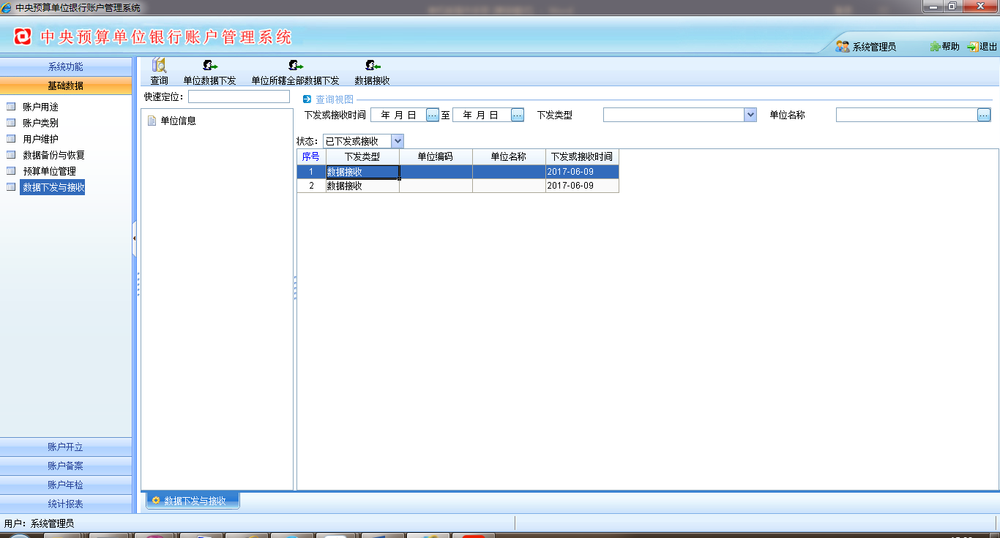 中央预算单位银行账户管理系统
中央预算单位银行账户管理系统
系统管理员 帮助 退出
系统功能
基础数据
账户用途
账户类别
用户维护
数据备份与恢复
预算单位管理
数据下发与接收
账户开立
账户备案
账户年检
统计报表
查询 单位数据下发 单位所辖全部数据下发 数据接收
快速定位：
单位信息
查询视图
下发或接收时间 年 月 日 ... 至 年 月 日 ... 下发类型 单位名称 ...
状态： 已下发或接收
序号 下发类型 单位编码 单位名称 下发或接收时间
1 数据接收 2017-06-09
2 数据接收 2017-06-09
数据下发与接收
用户：系统管理员